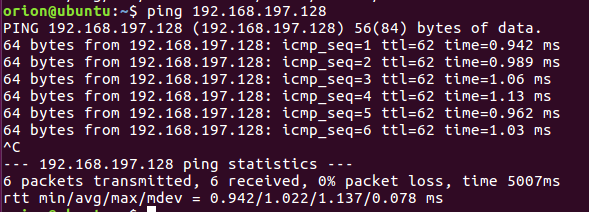 orion@ubuntu:~$ ping 192.168.197.128
PING 192.168.197.128 (192.168.197.128) 56(84) bytes of data.
64 bytes from 192.168.197.128: icmp_seq=1 ttl=62 time=0.942 ms
64 bytes from 192.168.197.128: icmp_seq=2 ttl=62 time=0.989 ms
64 bytes from 192.168.197.128: icmp_seq=3 ttl=62 time=1.06 ms
64 bytes from 192.168.197.128: icmp_seq=4 ttl=62 time=1.13 ms
64 bytes from 192.168.197.128: icmp_seq=5 ttl=62 time=0.962 ms
64 bytes from 192.168.197.128: icmp_seq=6 ttl=62 time=1.03 ms
^C
--- 192.168.197.128 ping statistics ---
6 packets transmitted, 6 received, 0% packet loss, time 5007ms
rtt min/avg/max/mdev = 0.942/1.022/1.137/0.078 ms
orion@ubuntu:~$